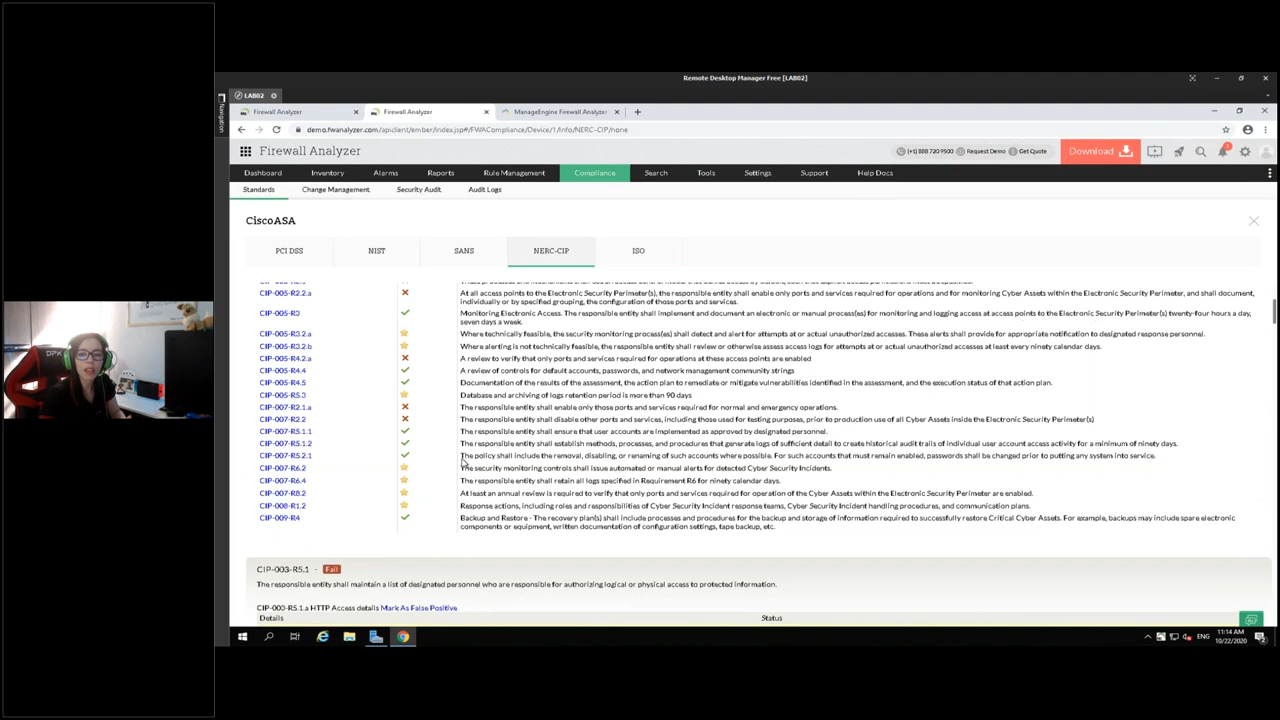 Remote Desktop Manager Free [LAB02]
LAB02
Navigation
Firewall Analyzer
Firewall Analyzer
ManageEngine Firewall Analyzer
demo.fwanalyzer.com/apiclient/ember/index.jsp#/FWACompliance/Device/1/Info/NERC-CIP/none
Firewall Analyzer
(+1) 888 720 9500 Request Demo Get Quote Download
Dashboard Inventory Alarms Reports Rule Management Compliance Search Tools Settings Support Help Docs
Standards Change Management Security Audit Audit Logs
CiscoASA
PCI DSS NIST SANS NERC-CIP ISO
CIP-005-R2.2.a At all access points to the Electronic Security Perimeter(s), the responsible entity shall enable only ports and services required for operations and for monitoring Cyber Assets within the Electronic Security Perimeter, and shall document,
individually or by specified grouping, the configuration of those ports and services.
CIP-005-R3 Monitoring Electronic Access. The responsible entity shall implement and document an electronic or manual process(es) for monitoring and logging access at access points to the Electronic Security Perimeter(s) twenty-four hours a day,
seven days a week.
CIP-005-R3.2.a Where technically feasible, the security monitoring process(es) shall detect and alert for attempts at or actual unauthorized accesses. These alerts shall provide for appropriate notification to designated response personnel.
CIP-005-R3.2.b Where alerting is not technically feasible, the responsible entity shall review or otherwise assess access logs for attempts at or actual unauthorized accesses at least every ninety calendar days.
CIP-005-R4.2.a A review to verify that only ports and services required for operations at these access points are enabled
CIP-005-R4.4 A review of controls for default accounts, passwords, and network management community strings
CIP-005-R4.5 Documentation of the results of the assessment, the action plan to remediate or mitigate vulnerabilities identified in the assessment, and the execution status of that action plan.
CIP-005-R5.3 Database and archiving of logs retention period is more than 90 days
CIP-007-R2.1.a The responsible entity shall enable only those ports and services required for normal and emergency operations.
CIP-007-R2.2 The responsible entity shall disable other ports and services, including those used for testing purposes, prior to production use of all Cyber Assets inside the Electronic Security Perimeter(s)
CIP-007-R5.1.1 The responsible entity shall ensure that user accounts are implemented as approved by designated personnel.
CIP-007-R5.1.2 The responsible entity shall establish methods, processes, and procedures that generate logs of sufficient detail to create historical audit trails of individual user account access activity for a minimum of ninety days.
CIP-007-R5.2.1 The policy shall include the removal, disabling, or renaming of such accounts where possible. For such accounts that must remain enabled, passwords shall be changed prior to putting any system into service.
CIP-007-R6.2 The security monitoring controls shall issue automated or manual alerts for detected Cyber Security Incidents.
CIP-007-R6.4 The responsible entity shall retain all logs specified in Requirement R6 for ninety calendar days.
CIP-007-R8.2 At least an annual review is required to verify that only ports and services required for operation of the Cyber Assets within the Electronic Security Perimeter are enabled.
CIP-008-R1.2 Response actions, including roles and responsibilities of Cyber Security Incident response teams, Cyber Security Incident handling procedures, and communication plans.
CIP-009-R4 Backup and Restore - The recovery plan(s) shall include processes and procedures for the backup and storage of information required to successfully restore Critical Cyber Assets. For example, backups may include spare electronic
components or equipment, written documentation of configuration settings, tape backup, etc.
CIP-003-R5.1 - Fail
The responsible entity shall maintain a list of designated personnel who are responsible for authorizing logical or physical access to protected information.
CIP-003-R5.1.a HTTP Access details Mark As False Positive
Details Status
ENG
11:14 AM
10/22/2020